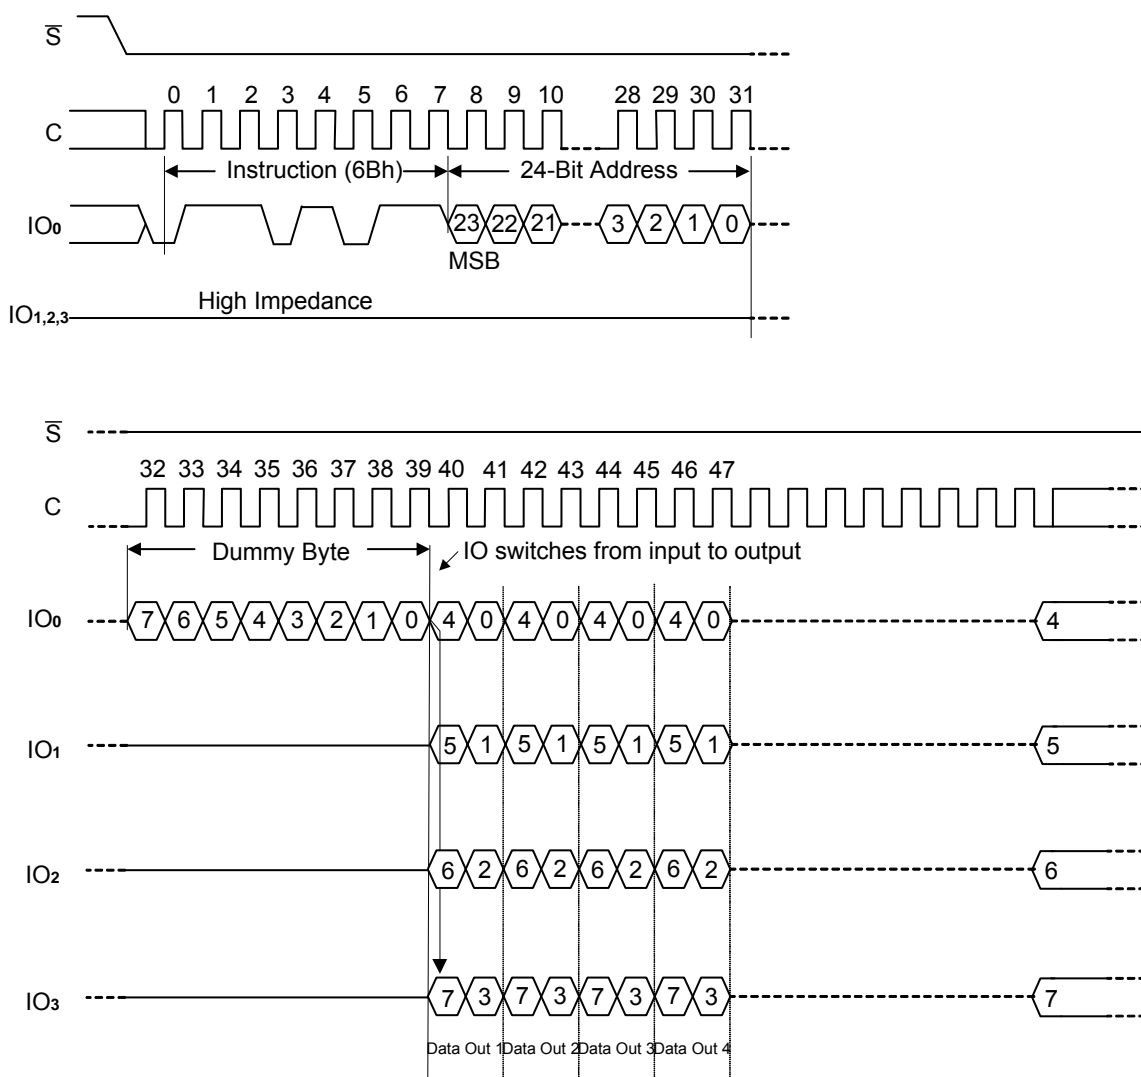 S
0 1 2 3 4 5 6 7 8 9 10 28 29 30 31
C
Instruction (6Bh) 24-Bit Address
IO0 23 22 21 3 2 1 0
MSB
High Impedance
IO1,2,3
S
32 33 34 35 36 37 38 39 40 41 42 43 44 45 46 47
C
Dummy Byte IO switches from input to output
IO0 7 6 5 4 3 2 1 0 4 0 4 0 4 0 4 0 4
IO1 5 1 5 1 5 1 5 1 5
IO2 6 2 6 2 6 2 6 2 6
IO3 7 3 7 3 7 3 7 3 7
Data Out 1 Data Out 2 Data Out 3 Data Out 4